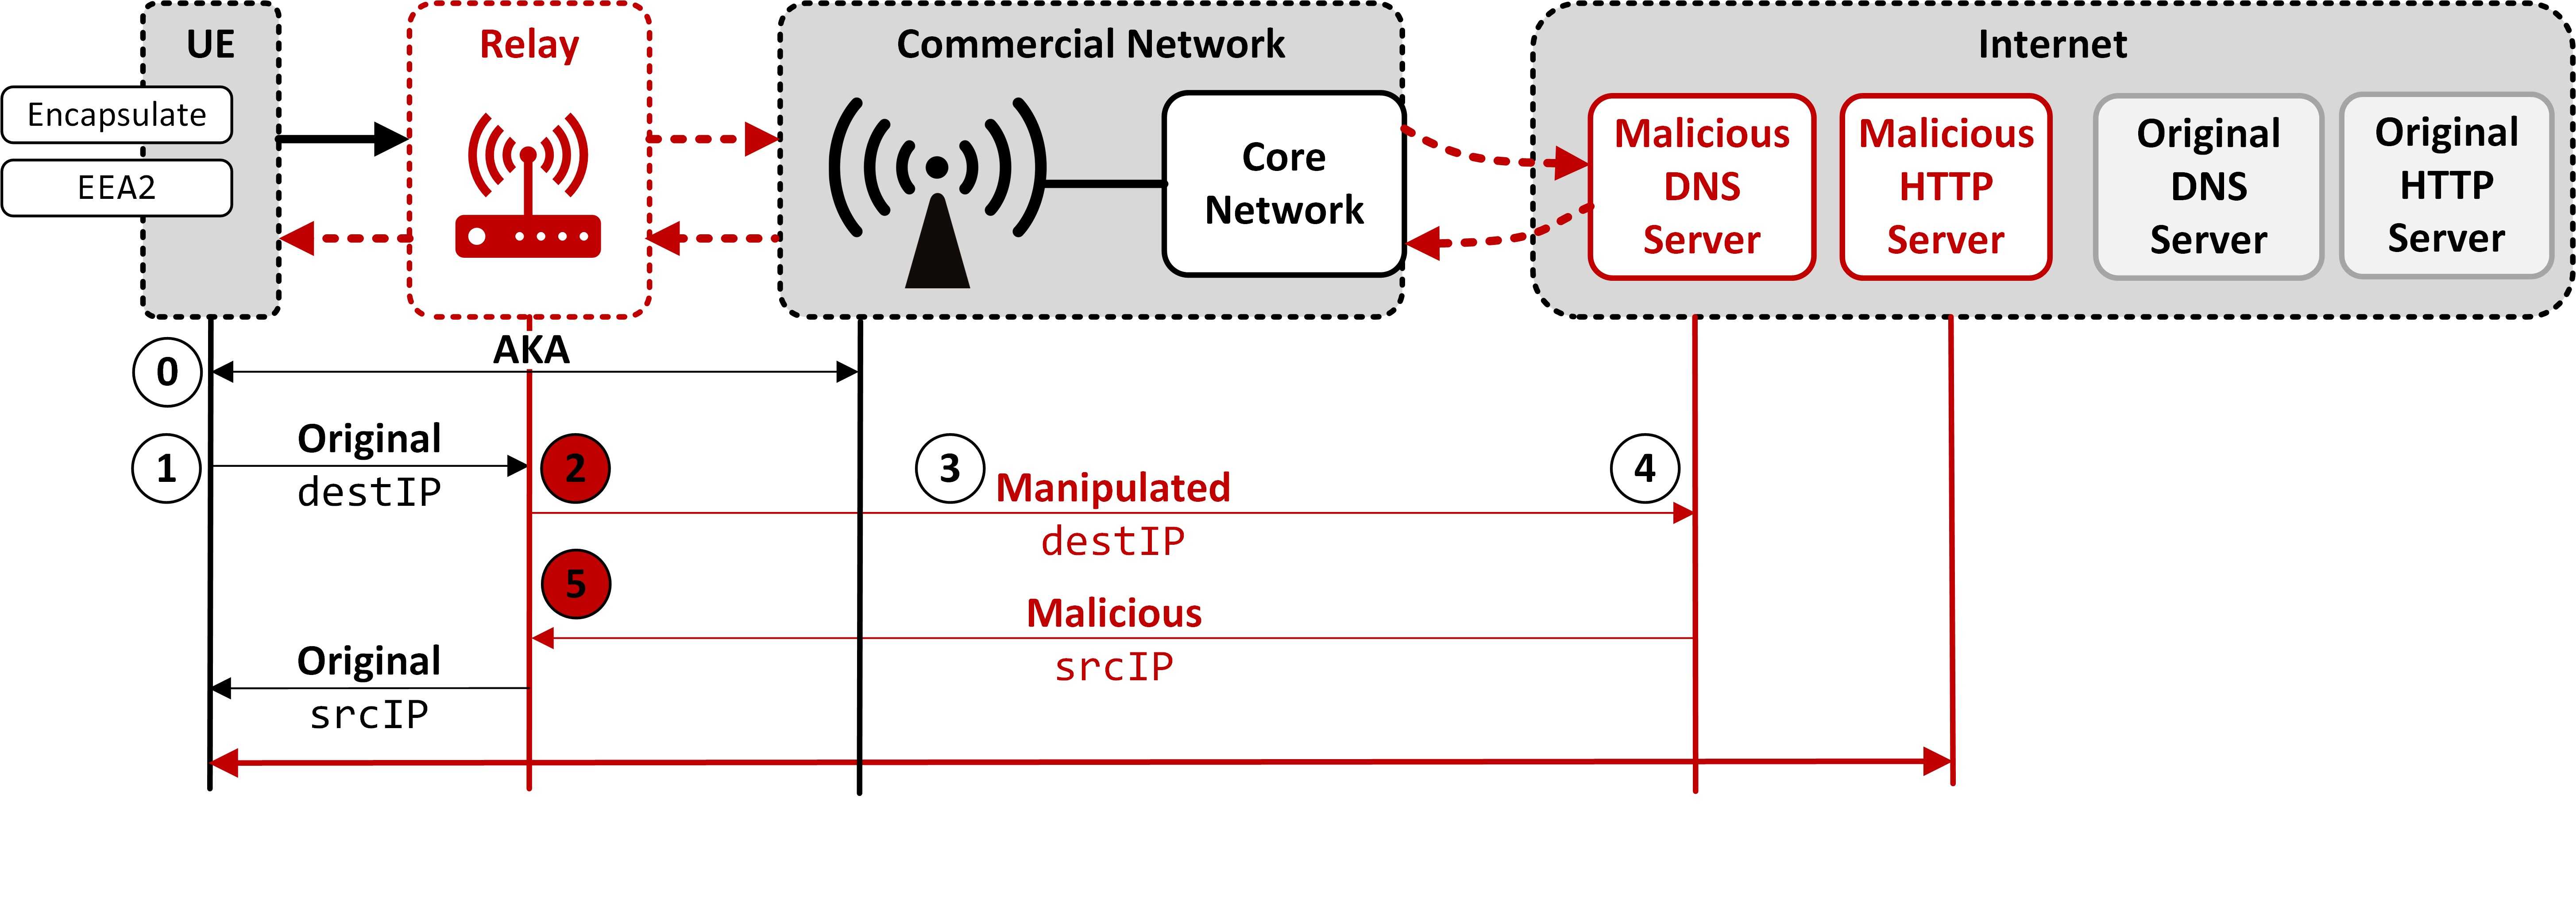 UE
Encapsulate
EEA2
Relay
Commercial Network
Core
Network
Internet
Malicious
DNS
Server
Malicious
HTTP
Server
Original
DNS
Server
Original
HTTP
Server
0
AKA
1
Original
destIP
2
3
Manipulated
destIP
4
5
Malicious
srcIP
Original
srcIP